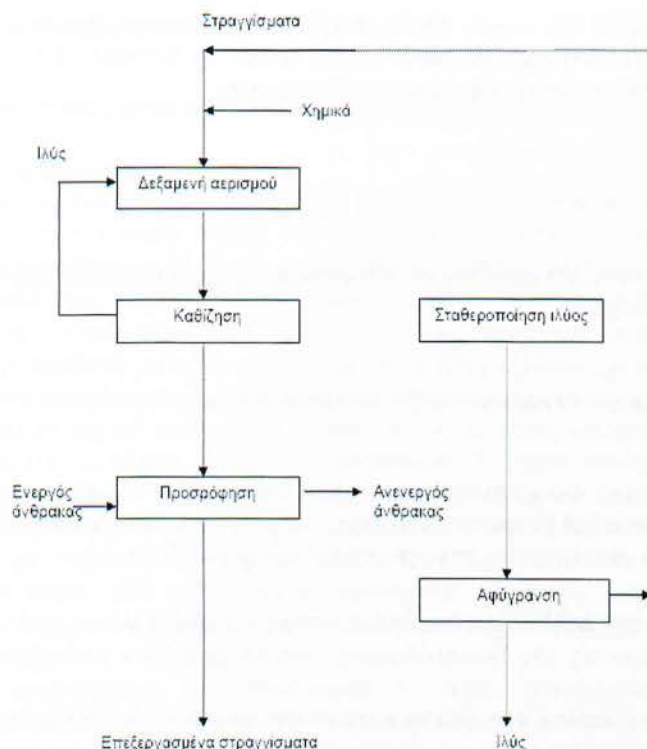 Στραγγίσματα
Χημικά
Ιλύς
Δεξαμενή αερισμού
Καθίζηση
Σταθεροποίηση ιλύος
Ενεργός
άνθρακας
Προσρόφηση
Ανενεργός
άνθρακας
Αφύγρανση
Επεξεργασμένα στραγγίσματα
Ιλύς